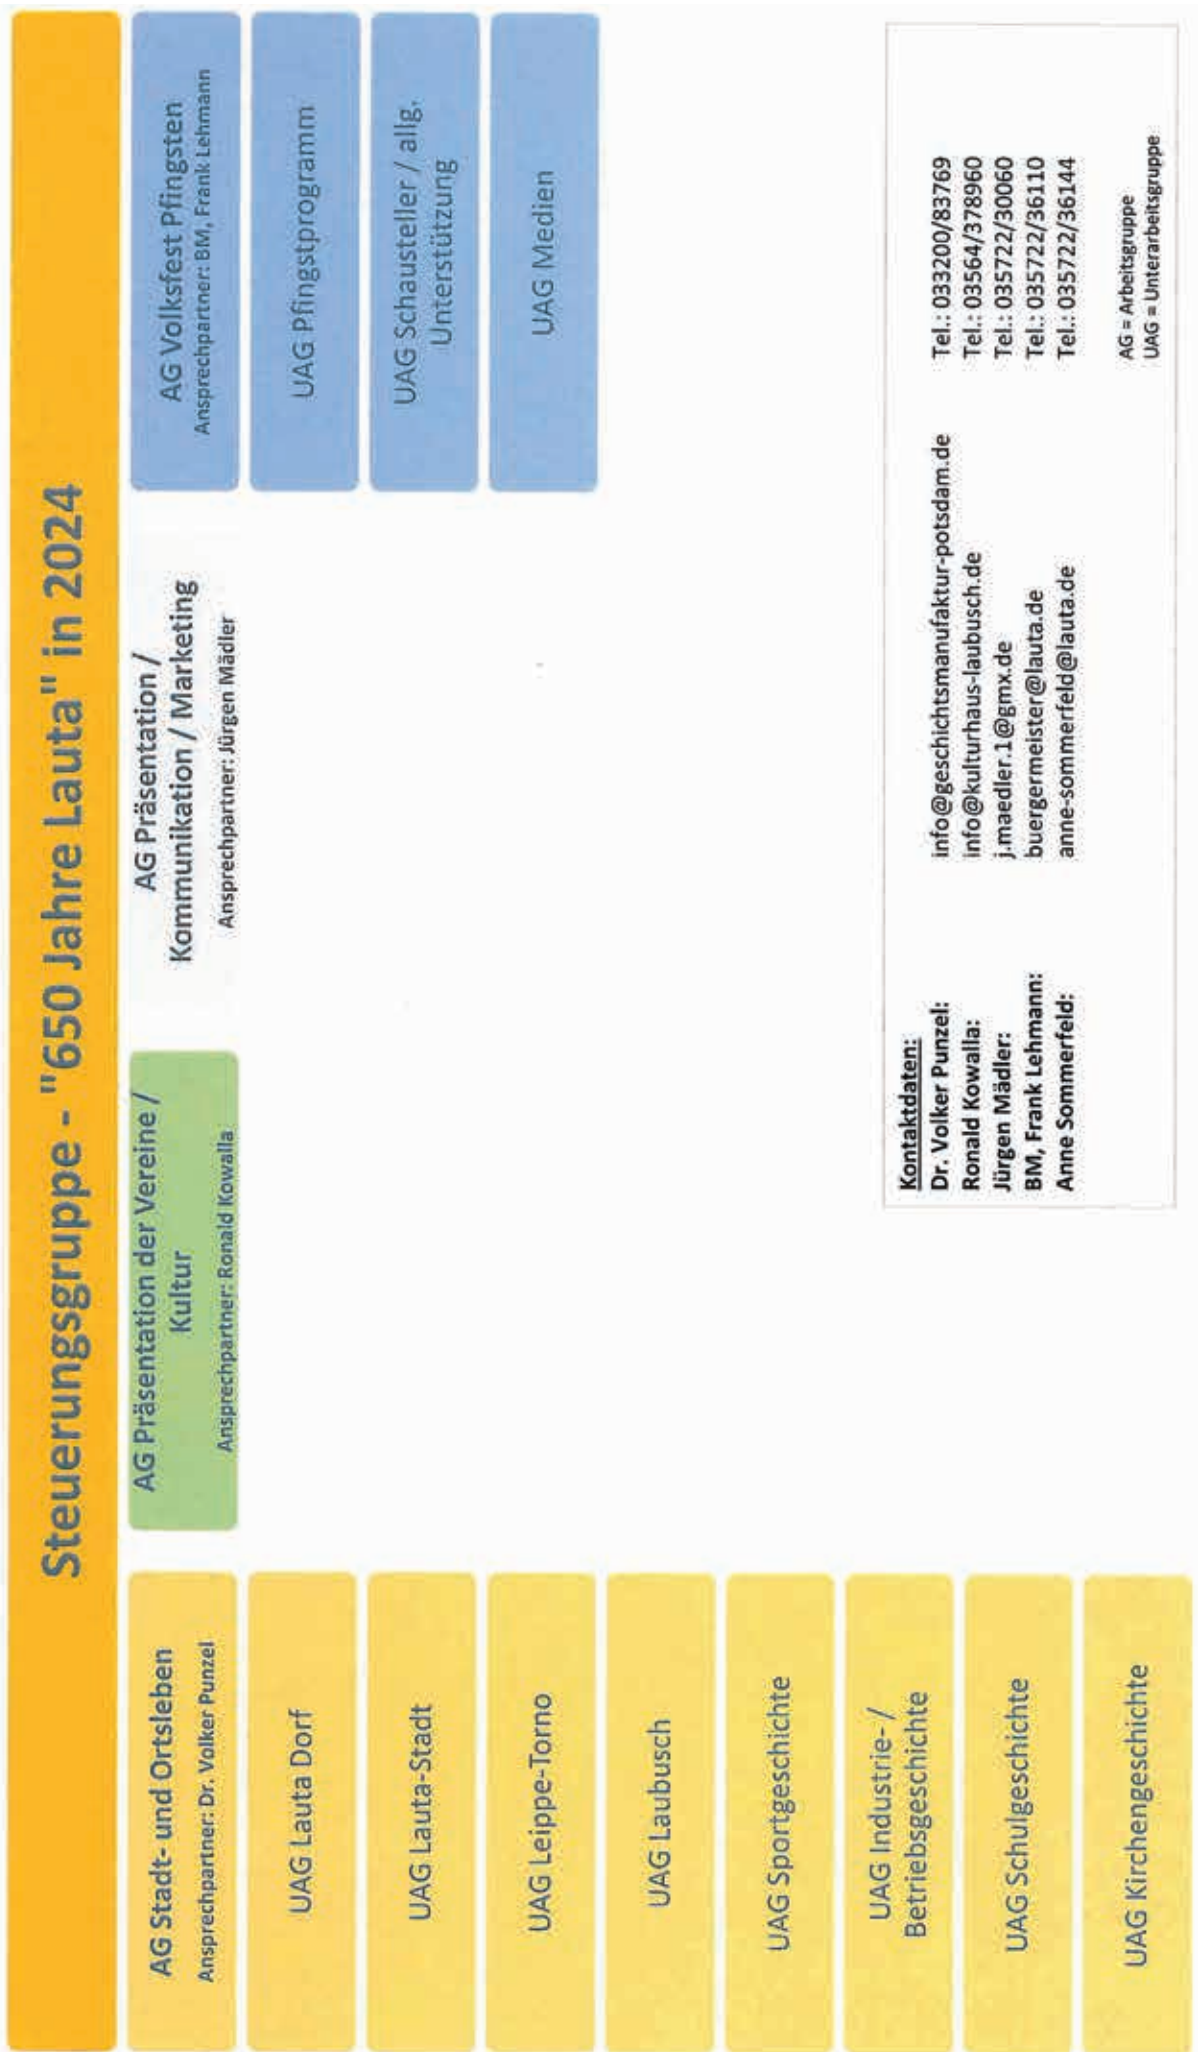 Steuerungsgruppe - "650 Jahre Lauta" in 2024
AG Stadt- und Ortsleben
Ansprechpartner: Dr. Volker Punzel
UAG Lauta Dorf
UAG Lauta-Stadt
UAG Leippe-Torno
UAG Laubusch
UAG Sportgeschichte
UAG Industrie- /
Betriebsgeschichte
UAG Schulgeschichte
UAG Kirchengeschichte
AG Präsentation der Vereine /
Kultur
Ansprechpartner: Ronald Kowalla
AG Präsentation /
Kommunikation / Marketing
Ansprechpartner: Jürgen Mädler
AG Volksfest Pfingsten
Ansprechpartner: BM, Frank Lehmann
UAG Pfingstprogramm
UAG Schausteller / allg.
Unterstützung
UAG Medien
Kontaktdaten:
Dr. Volker Punzel: info@geschichtsmanufaktur-potsdam.de Tel.: 033200/83769
Ronald Kowalla: info@kulturhaus-laubusch.de Tel.: 03564/378960
Jürgen Mädler: j.maedler.1@gmx.de Tel.: 035722/30060
BM, Frank Lehmann: buergermeister@lauta.de Tel.: 035722/36110
Anne Sommerfeld: anne-sommerfeld@lauta.de Tel.: 035722/36144
AG = Arbeitsgruppe
UAG = Unterarbeitsgruppe